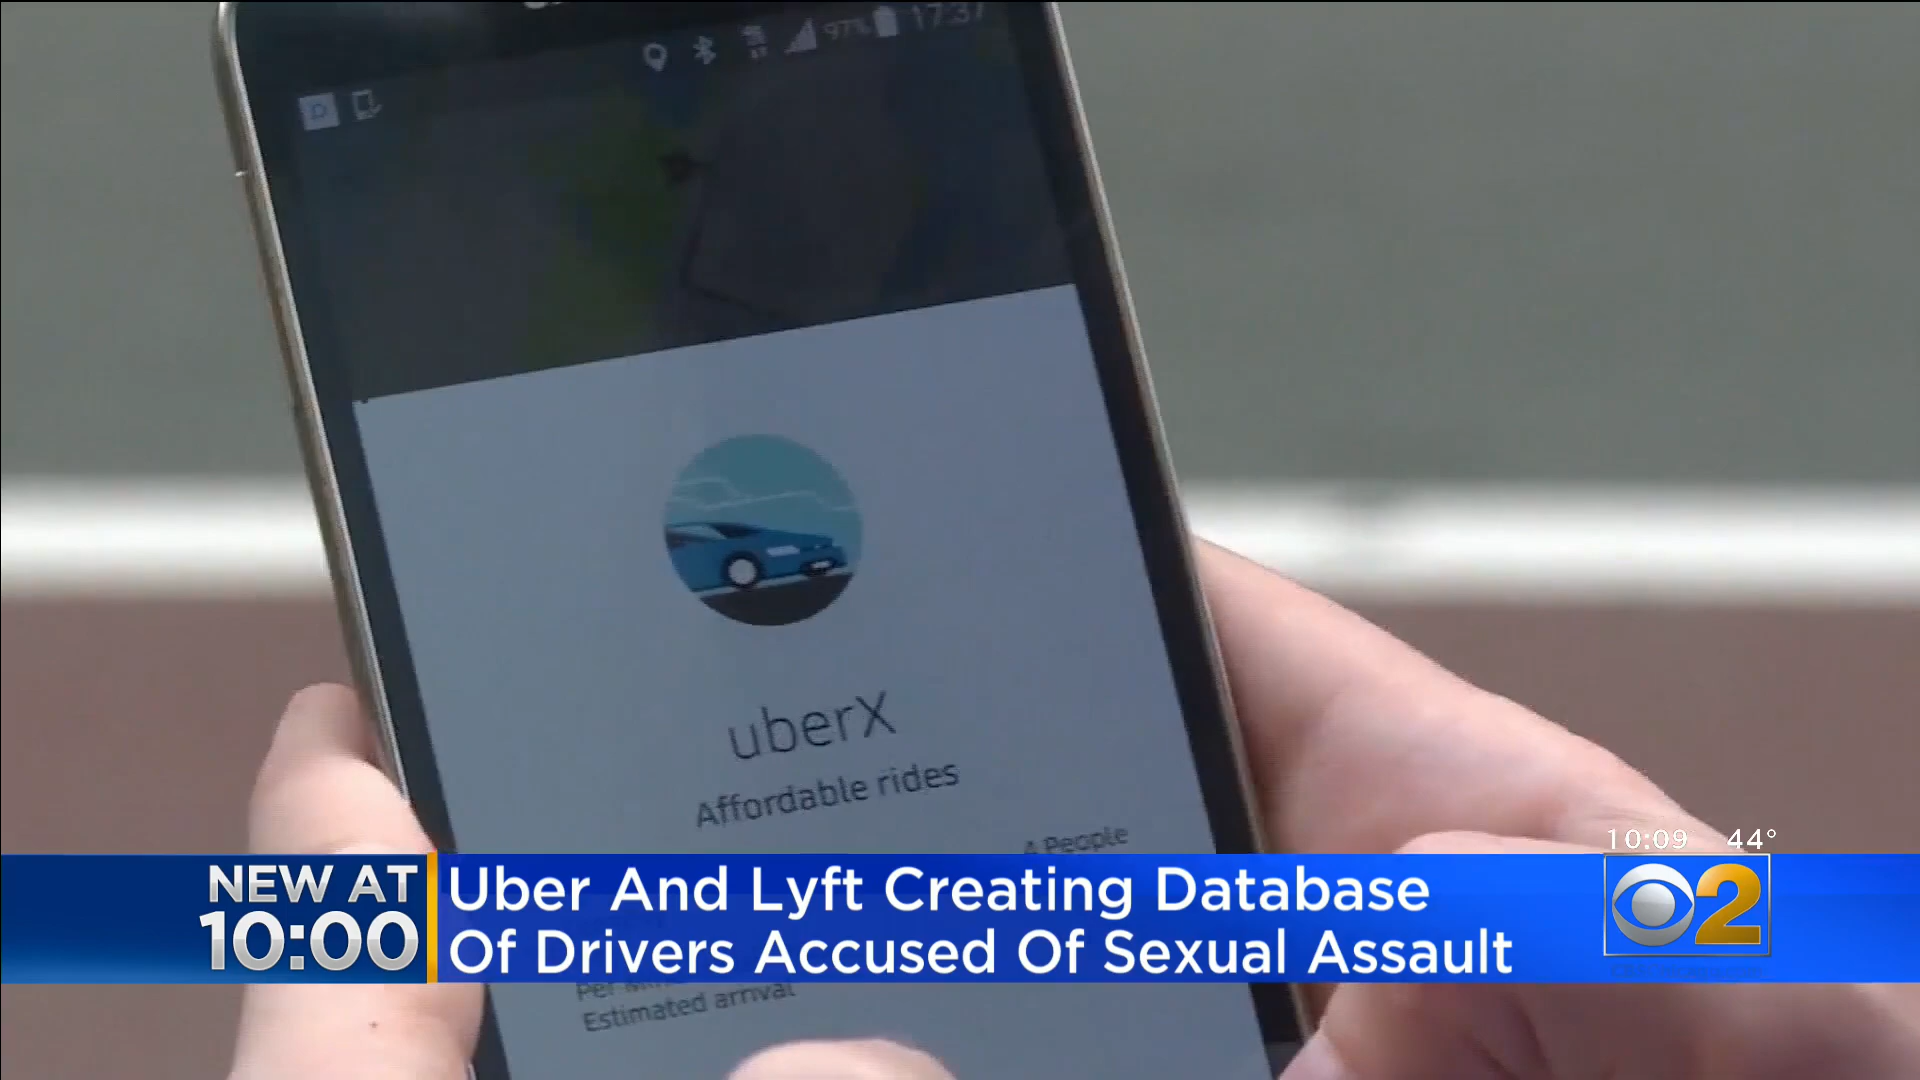 97% 17:37
uberX
Affordable rides
4 People
10:09 44°
NEW AT
10:00
Uber And Lyft Creating Database
Of Drivers Accused Of Sexual Assault
2
Per
Estimated arrival